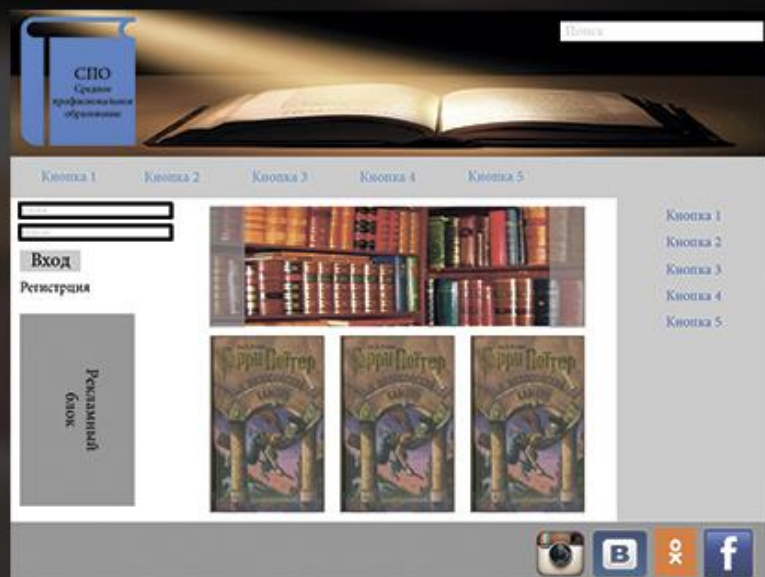 Поиск
СПО
Среднее
профессиональное
образование
Кнопка 1
Кнопка 2
Кнопка 3
Кнопка 4
Кнопка 5
Вход
Регистрция
Рекламный
блок
Гарри Поттер
Гарри Поттер
Гарри Поттер
Кнопка 1
Кнопка 2
Кнопка 3
Кнопка 4
Кнопка 5
В
f